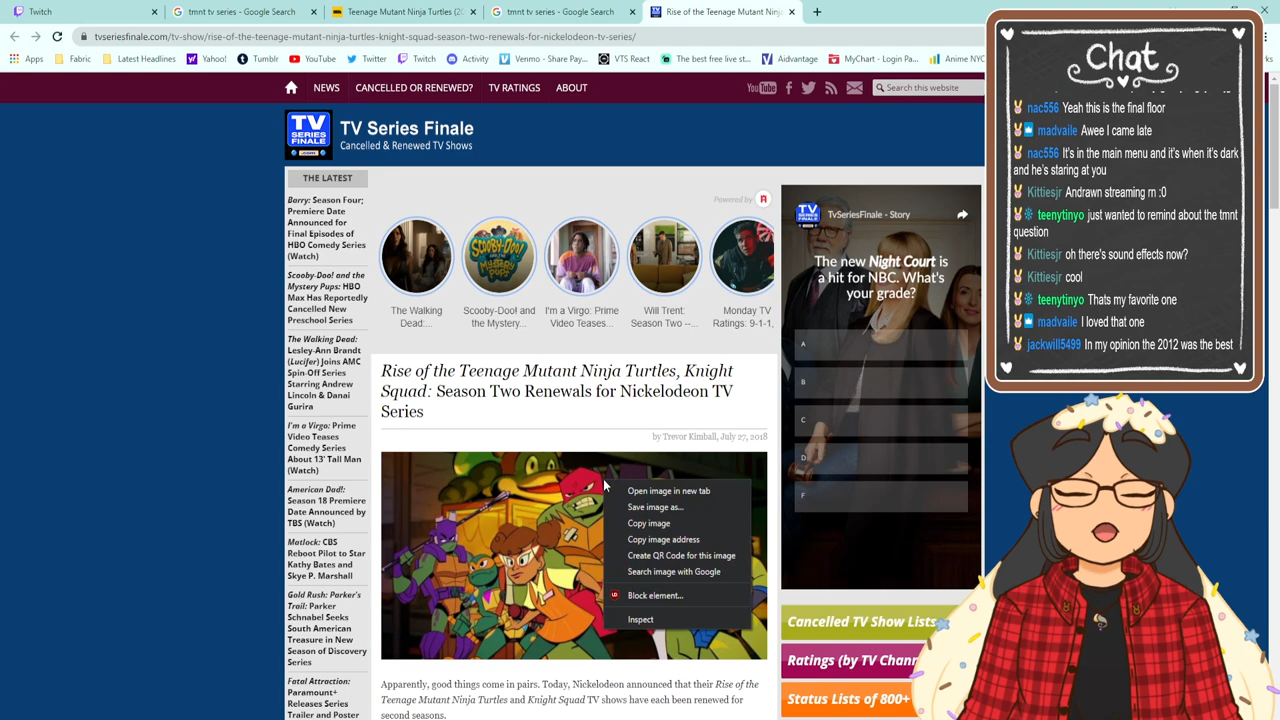 Twitch
tmnt tv series - Google Search
Teenage Mutant Ninja Turtles (20
tmnt tv series - Google Search
Rise of the Teenage Mutant Ninja
tvseriesfinale.com/tv-show/rise-of-the-teenage-mutant-ninja-turtles-knight-squad-season-two-renewals-for-nickelodeon-tv-series/
Apps
Fabric
Latest Headlines
Yahoo!
Tumblr
YouTube
Twitter
Twitch
Activity
Venmo - Share Pay...
VTS React
The best free live st...
Aidvantage
MyChart - Login Pa...
Anime NYC
NEWS
CANCELLED OR RENEWED?
TV RATINGS
ABOUT
YouTube
Search this website
TV
SERIES
FINALE
TV Series Finale
Cancelled & Renewed TV Shows
THE LATEST
Barry: Season Four;
Premiere Date
Announced for
Final Episodes of
HBO Comedy Series
(Watch)
Scooby-Doo! and the
Mystery Pups: HBO
Max Has Reportedly
Cancelled New
Preschool Series
The Walking Dead:
Lesley-Ann Brandt
(Lucifer) Joins AMC
Spin-Off Series
Starring Andrew
Lincoln & Danai
Gurira
I'm a Virgo: Prime
Video Teases
Comedy Series
About 13' Tall Man
(Watch)
American Dad!:
Season 18 Premiere
Date Announced by
TBS (Watch)
Matlock: CBS
Reboot Pilot to Star
Kathy Bates and
Skye P. Marshall
Gold Rush: Parker's
Trail: Parker
Schnabel Seeks
South American
Treasure in New
Season of Discovery
Series
Fatal Attraction:
Paramount+
Releases Series
Trailer and Poster
Powered by
The Walking
Dead:...
Scooby-Doo! and
the Mystery...
I'm a Virgo: Prime
Video Teases...
Will Trent:
Season Two –...
Monday TV
Ratings: 9-1-1,
Rise of the Teenage Mutant Ninja Turtles, Knight
Squad: Season Two Renewals for Nickelodeon TV
Series
by Trevor Kimball, July 27, 2018
Open image in new tab
Save image as...
Copy image
Copy image address
Create QR Code for this image
Search image with Google
Block element...
Inspect
Apparently, good things come in pairs. Today, Nickelodeon announced that their Rise of the
Teenage Mutant Ninja Turtles and Knight Squad TV shows have each been renewed for
second seasons.
TV
SERIES
FINALE
TvSeriesFinale - Story
The new Night Court is
a hit for NBC. What's
your grade?
A
B
C
D
F
Cancelled TV Show Lists
Ratings (by TV Chann
Status Lists of 800+
Chat
nac556 Yeah this is the final floor
madvaile Awee I came late
nac556 It's in the main menu and it's when it's dark
and he's staring at you
Kittiesjr Andrawn streaming rn :0
teenytinyo just wanted to remind about the tmnt
question
Kittiesjr oh there's sound effects now?
Kittiesjr cool
teenytinyo Thats my favorite one
madvaile I loved that one
jackwill5499 In my opinion the 2012 was the best